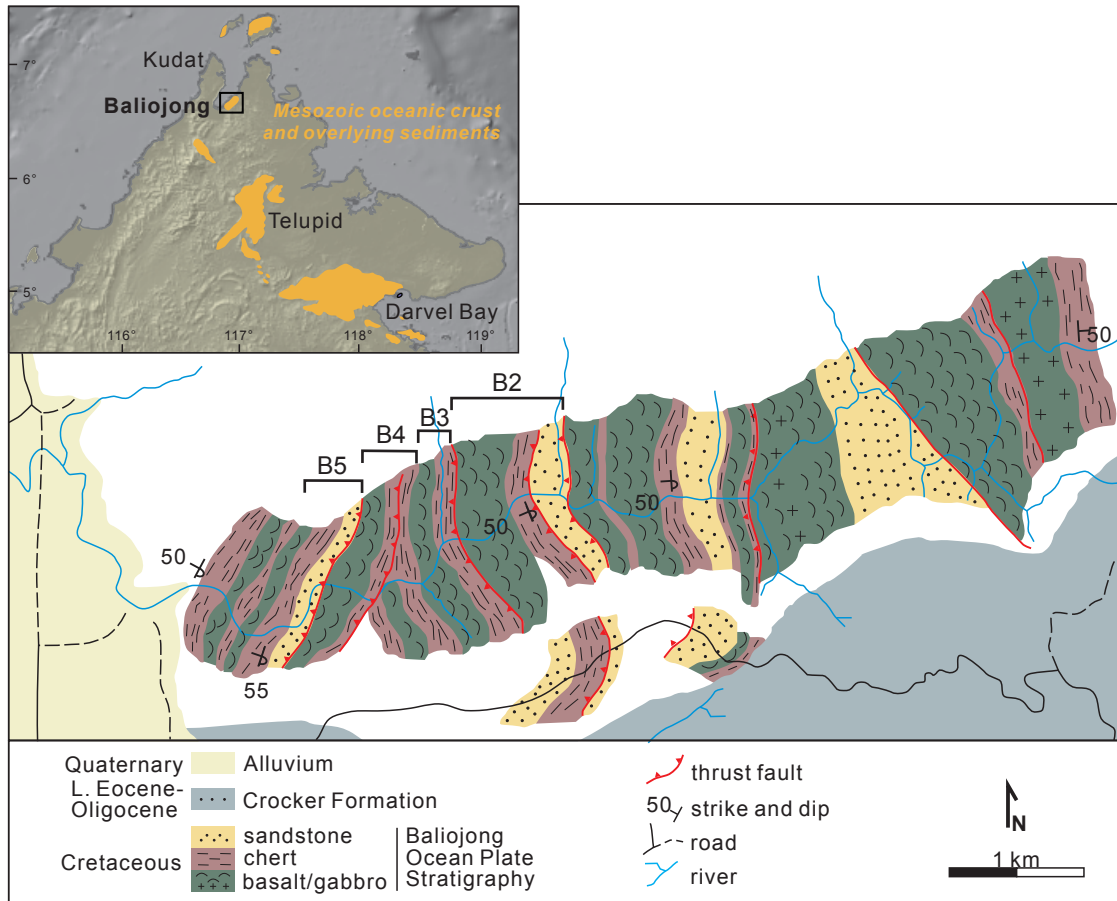 Kudat
7°
Baliojong
Mesozoic oceanic crust
and overlying sediments
6°
Telupid
5°
Darvel Bay
116°
117°
118°
119°
50
B2
B3
B4
B5
50
50
50
55
Quaternary
Alluvium
L. Eocene-
Oligocene
Crocker Formation
Cretaceous
sandstone
chert
basalt/gabbro
Baliojong
Ocean Plate
Stratigraphy
thrust fault
50 strike and dip
road
river
N
1 km